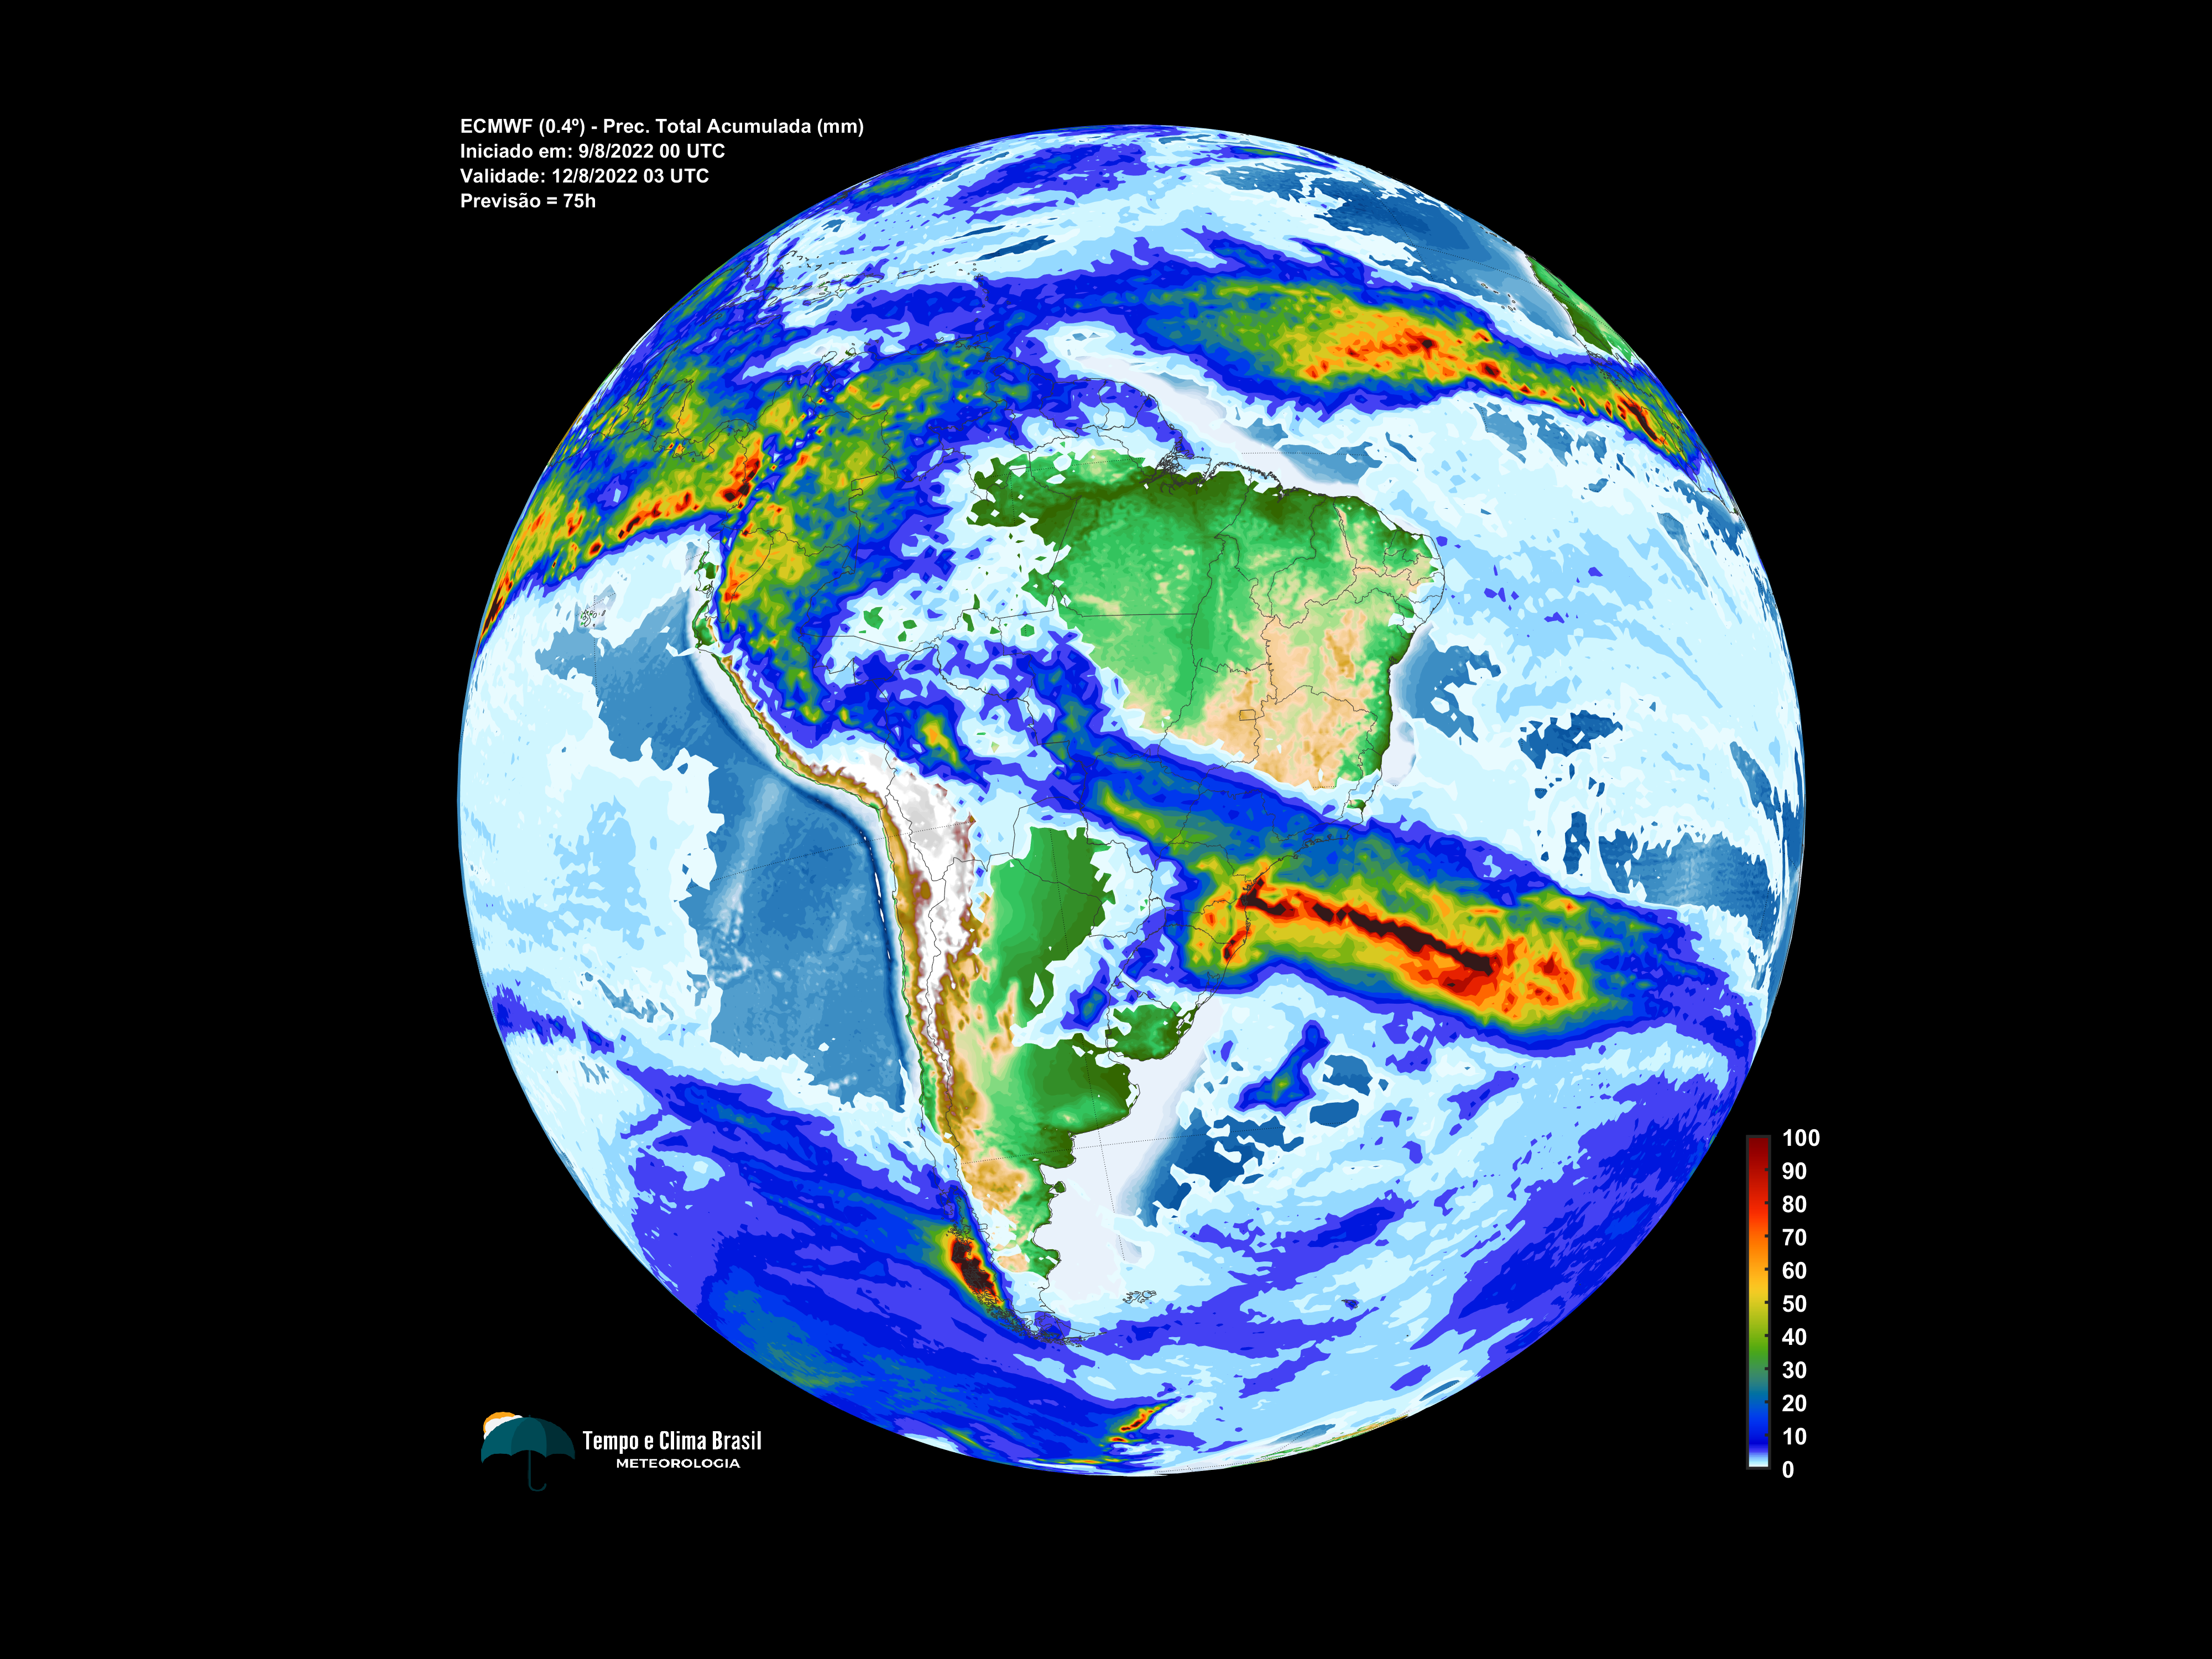 ECMWF (0.4º) - Prec. Total Acumulada (mm)
Iniciado em: 9/8/2022 00 UTC
Validade: 12/8/2022 03 UTC
Previsão = 75h
100
90
80
70
60
50
40
30
20
10
0
Tempo e Clima Brasil
METEOROLOGIA